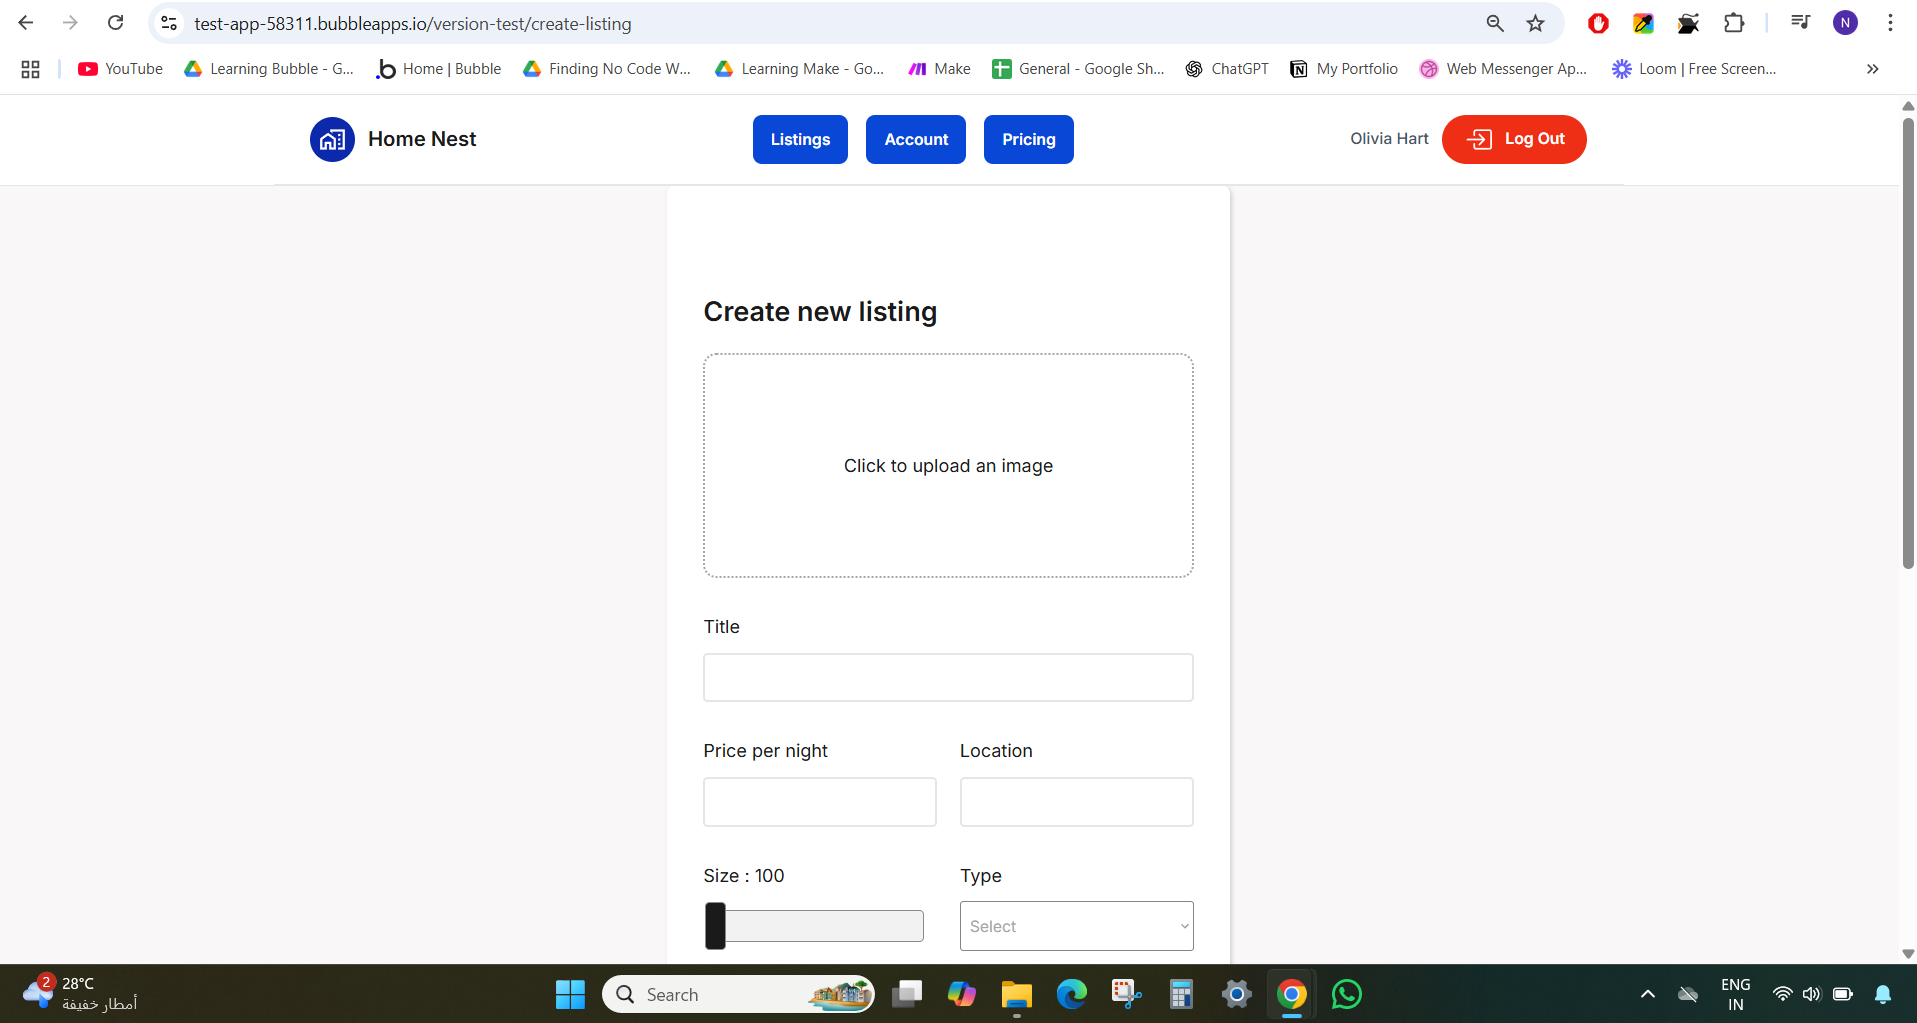 test-app-58311.bubbleapps.io/version-test/create-listing
N
YouTube
Learning Bubble - G...
Home | Bubble
Finding No Code W...
Learning Make - Go...
Make
General - Google Sh...
ChatGPT
My Portfolio
Web Messenger Ap...
Loom | Free Screen...
Home Nest
Listings
Account
Pricing
Olivia Hart
Log Out
Create new listing
Click to upload an image
Title
Price per night
Location
Size : 100
Type
Select
2
28°C
أمطار خفيفة
Search
ENG
IN